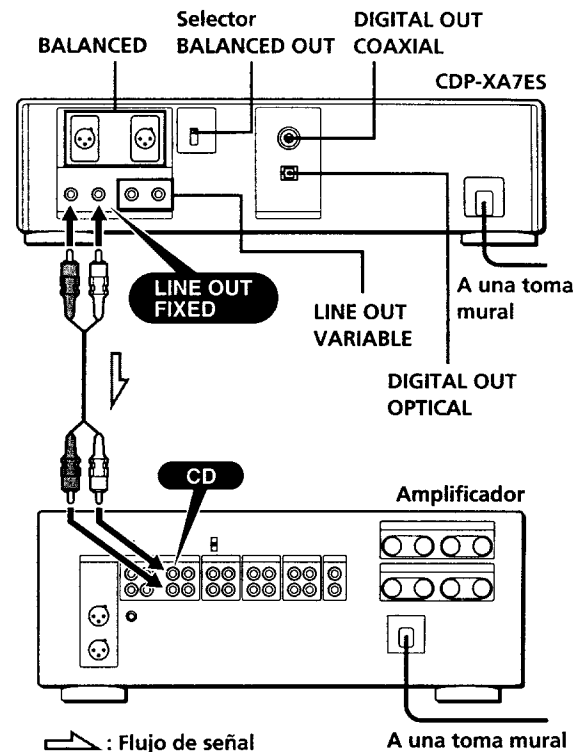 BALANCED
Selector
BALANCED OUT
DIGITAL OUT
COAXIAL
CDP-XA7ES
LINE OUT
FIXED
LINE OUT
VARIABLE
A una toma
mural
DIGITAL OUT
OPTICAL
CD
Amplificador
: Flujo de señal
A una toma mural